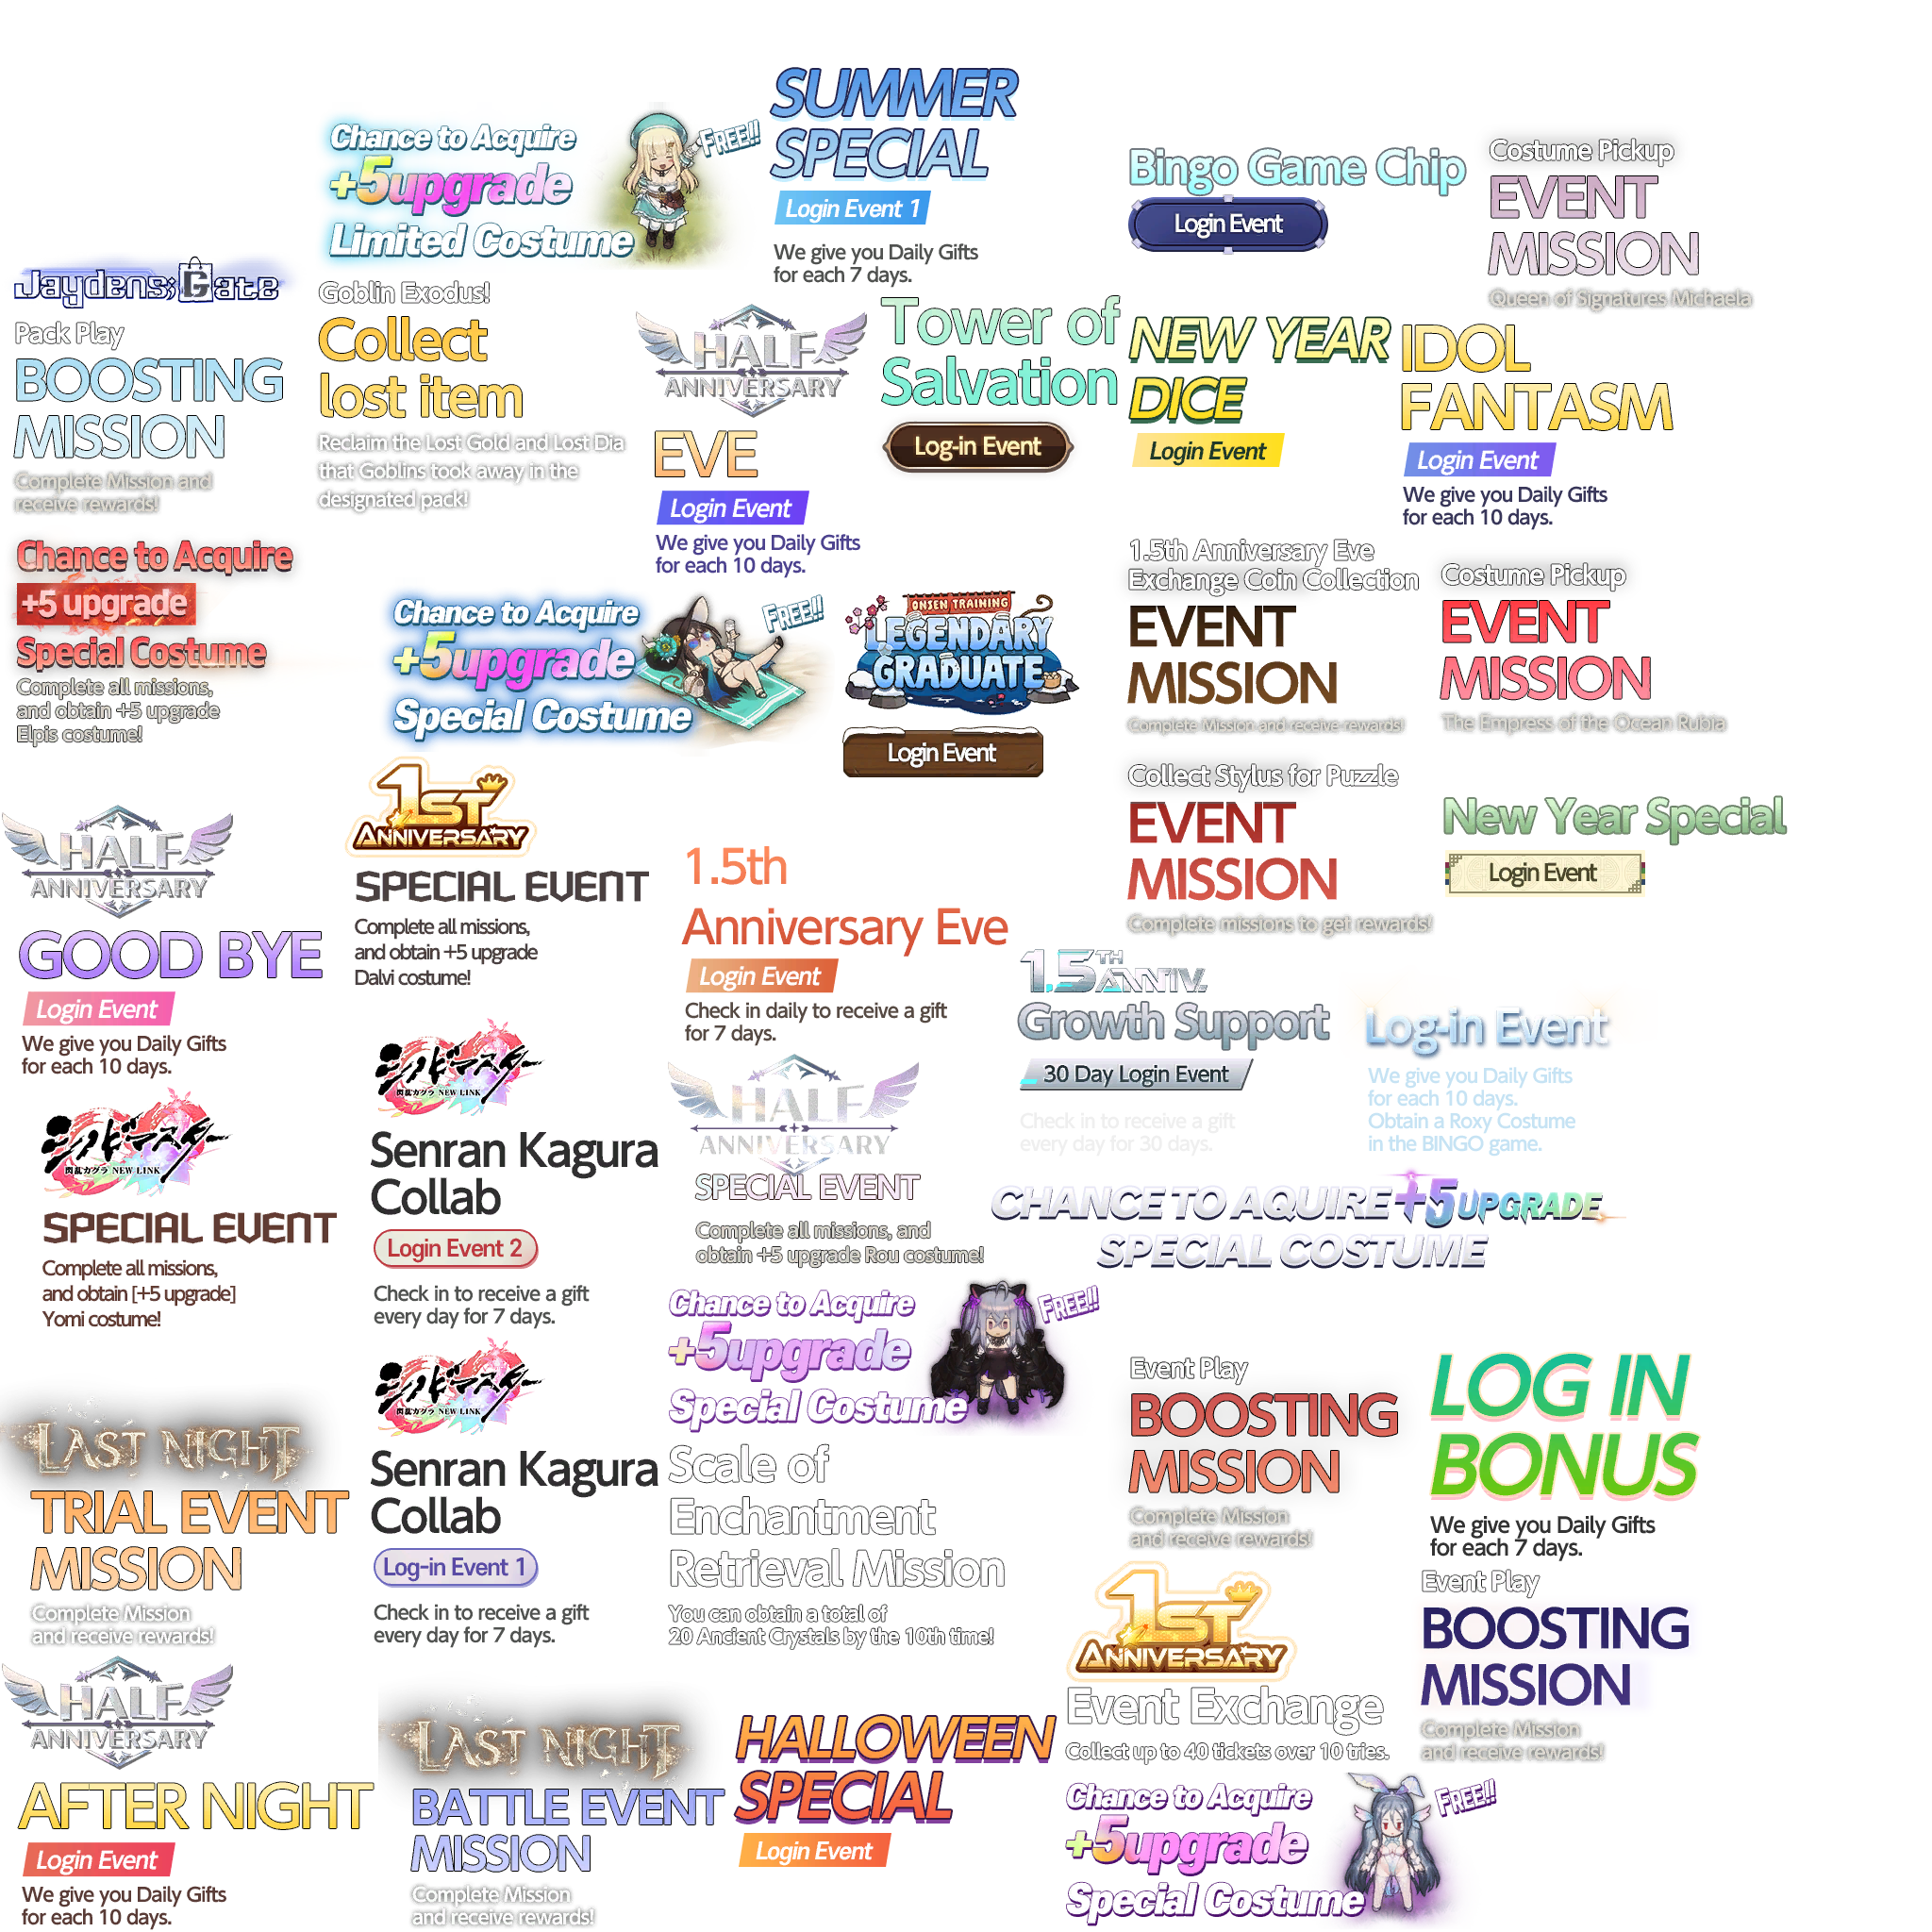 SUMMER
SPECIAL
Login Event 1
We give you Daily Gifts
for each 7 days.
Chance to Acquire
+5upgrade
Limited Costume
FREE!!
Bingo Game Chip
Login Event
Costume Pickup
EVENT
MISSION
Queen of Signatures Michaela
Jaydens;Gate
Pack Play
BOOSTING
MISSION
Complete Mission and
receive rewards!
Goblin Exodus!
Collect
lost item
Reclaim the Lost Gold and Lost Dia
that Goblins took away in the
designated pack!
HALF
ANNIVERSARY
EVE
Login Event
We give you Daily Gifts
for each 10 days.
Tower of
Salvation
Log-in Event
NEW YEAR
DICE
Login Event
IDOL
FANTASM
Login Event
We give you Daily Gifts
for each 10 days.
Chance to Acquire
+5 upgrade
Special Costume
Complete all missions,
and obtain +5 upgrade
Elpis costume!
Chance to Acquire
+5upgrade
Special Costume
FREE!!
ONSEN TRAINING
LEGENDARY
GRADUATE
Login Event
1.5th Anniversary Eve
Exchange Coin Collection
EVENT
MISSION
Complete Mission and receive rewards!
Costume Pickup
EVENT
MISSION
The Empress of the Ocean Rubia
Collect Stylus for Puzzle
EVENT
MISSION
Complete missions to get rewards!
New Year Special
Login Event
HALF
ANNIVERSARY
GOOD BYE
Login Event
We give you Daily Gifts
for each 10 days.
1ST
ANNIVERSARY
SPECIAL EVENT
Complete all missions,
and obtain +5 upgrade
Dalvi costume!
1.5th
Anniversary Eve
Login Event
Check in daily to receive a gift
for 7 days.
1.5TH ANNIV.
Growth Support
30 Day Login Event
Check in to receive a gift
every day for 30 days.
Log-in Event
We give you Daily Gifts
for each 10 days.
Obtain a Roxy Costume
in the BINGO game.
シノビマスター
閃乱カグラ NEW LINK
SPECIAL EVENT
Complete all missions,
and obtain [+5 upgrade]
Yomi costume!
シノビマスター
閃乱カグラ NEW LINK
Senran Kagura
Collab
Login Event 2
Check in to receive a gift
every day for 7 days.
HALF
ANNIVERSARY
SPECIAL EVENT
Complete all missions, and
obtain +5 upgrade Rou costume!
CHANCE TO AQUIRE +5 UPGRADE
SPECIAL COSTUME
Chance to Acquire
+5upgrade
Special Costume
FREE!!
シノビマスター
閃乱カグラ NEW LINK
Senran Kagura
Collab
Log-in Event 1
Check in to receive a gift
every day for 7 days.
Scale of
Enchantment
Retrieval Mission
You can obtain a total of
20 Ancient Crystals by the 10th time!
Event Play
BOOSTING
MISSION
Complete Mission
and receive rewards!
LOG IN
BONUS
We give you Daily Gifts
for each 7 days.
LAST NIGHT
TRIAL EVENT
MISSION
Complete Mission
and receive rewards!
1ST
ANNIVERSARY
Event Exchange
Collect up to 40 tickets over 10 tries.
Event Play
BOOSTING
MISSION
Complete Mission
and receive rewards!
HALF
ANNIVERSARY
AFTER NIGHT
Login Event
We give you Daily Gifts
for each 10 days.
LAST NIGHT
BATTLE EVENT
MISSION
Complete Mission
and receive rewards!
HALLOWEEN
SPECIAL
Login Event
Chance to Acquire
+5upgrade
Special Costume
FREE!!